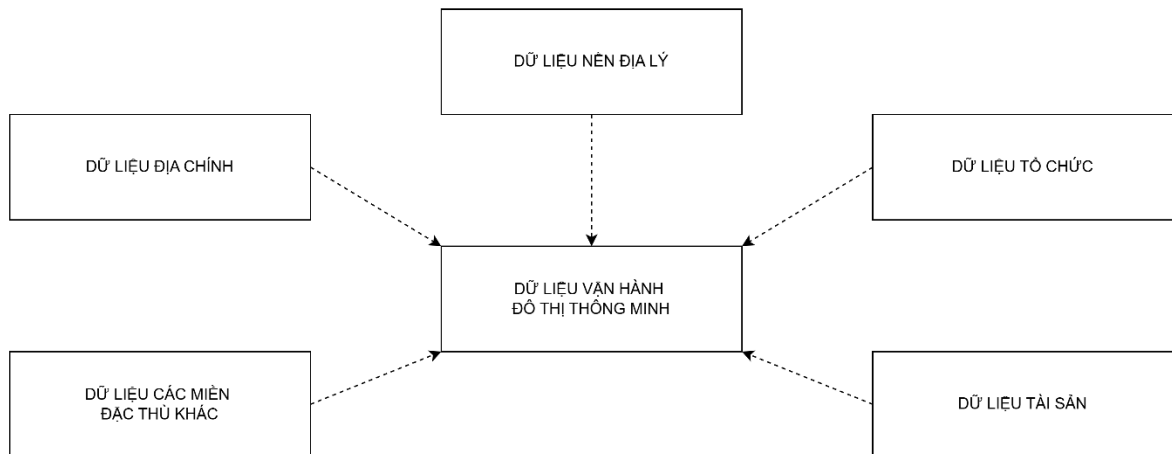 DỮ LIỆU NỀN ĐỊA LÝ
DỮ LIỆU ĐỊA CHÍNH
DỮ LIỆU TỔ CHỨC
DỮ LIỆU VẬN HÀNH
ĐÔ THỊ THÔNG MINH
DỮ LIỆU CÁC MIỀN
ĐẶC THÙ KHÁC
DỮ LIỆU TÀI SẢN